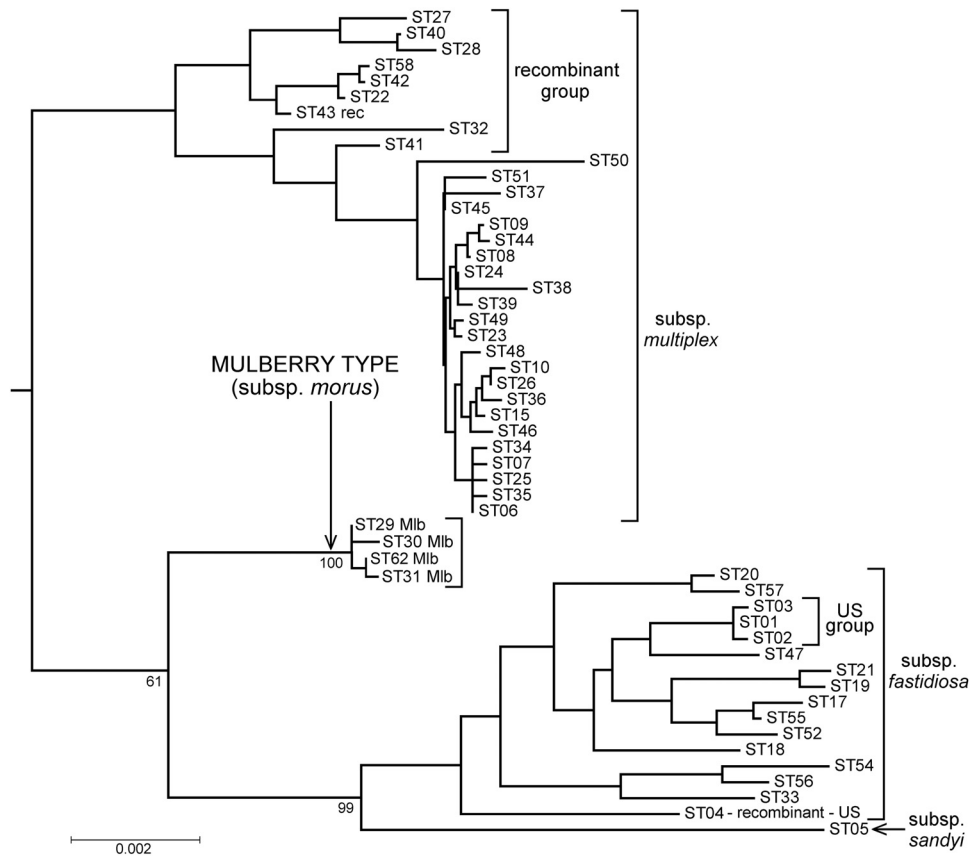 ST27
ST40
ST28
ST58
ST42
ST22
ST43 rec
ST32
ST41
recombinant
group
ST50
ST51
ST37
ST45
ST09
ST44
ST08
ST24
ST38
ST39
ST49
ST23
ST48
ST10
ST26
ST36
ST15
ST46
ST34
ST07
ST25
ST35
ST06
subsp.
multiplex
MULBERRY TYPE
(subsp. morus)
ST29 Mlb
ST30 Mlb
ST62 Mlb
ST31 Mlb
100
61
99
ST20
ST57
ST03
ST01
ST02
US
group
ST47
ST21
ST19
ST17
ST55
ST52
ST18
ST54
ST56
ST33
ST04 - recombinant - US
subsp.
fastidiosa
ST05
subsp.
sandyi
0.002